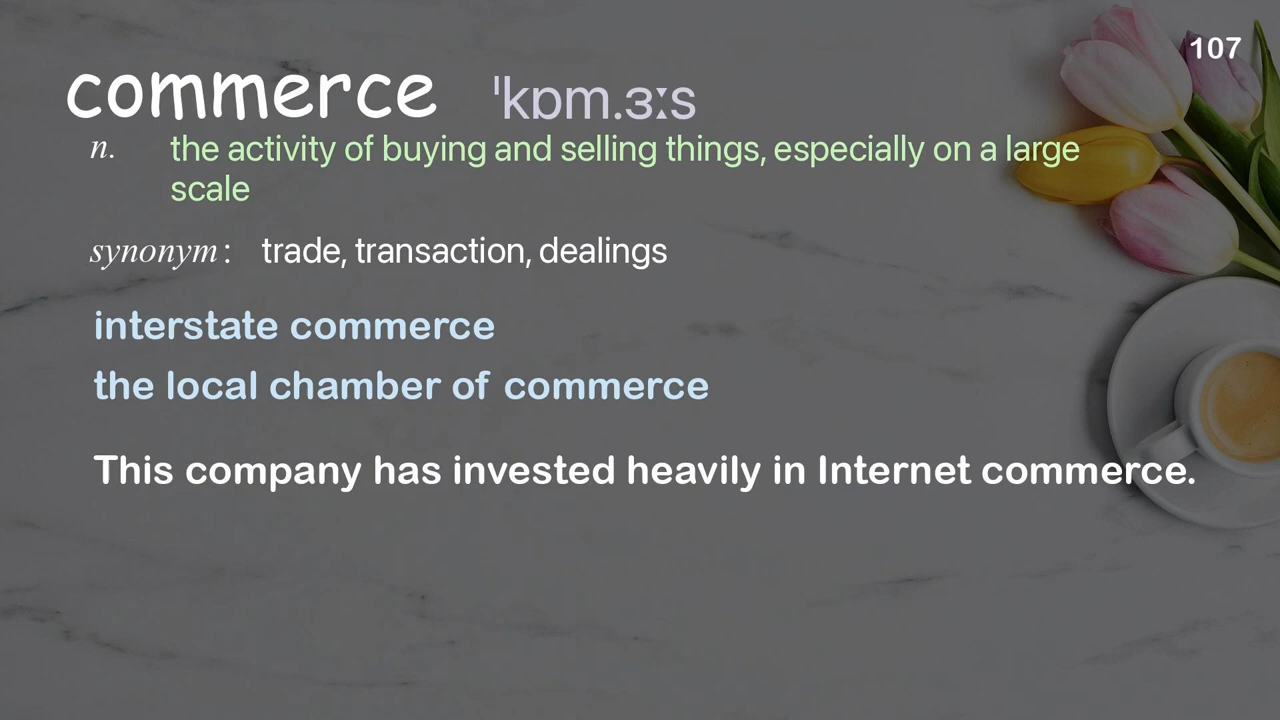 107
commerce ˈkɒm.ɜːs
n. the activity of buying and selling things, especially on a large
scale
synonym: trade, transaction, dealings
interstate commerce
the local chamber of commerce
This company has invested heavily in Internet commerce.